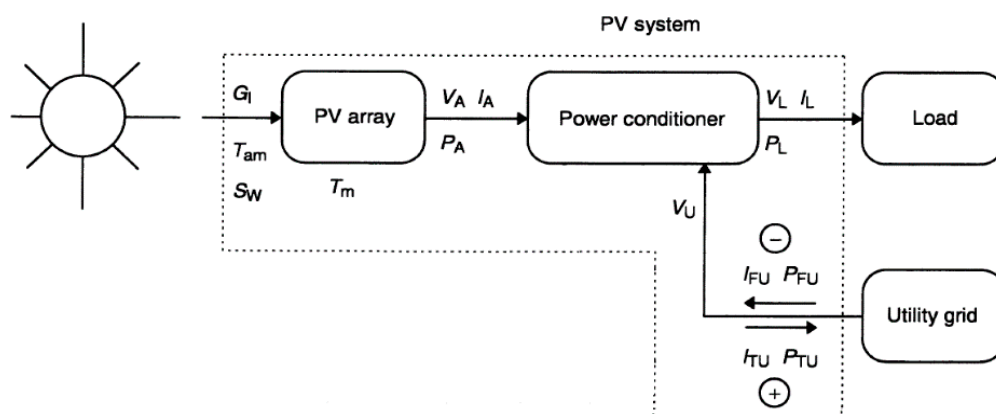 PV system
G_I
V_A I_A
V_L I_L
PV array
Power conditioner
Load
T_am
P_A
P_L
S_W
T_m
V_U
−
I_FU P_FU
Utility grid
I_TU P_TU
+